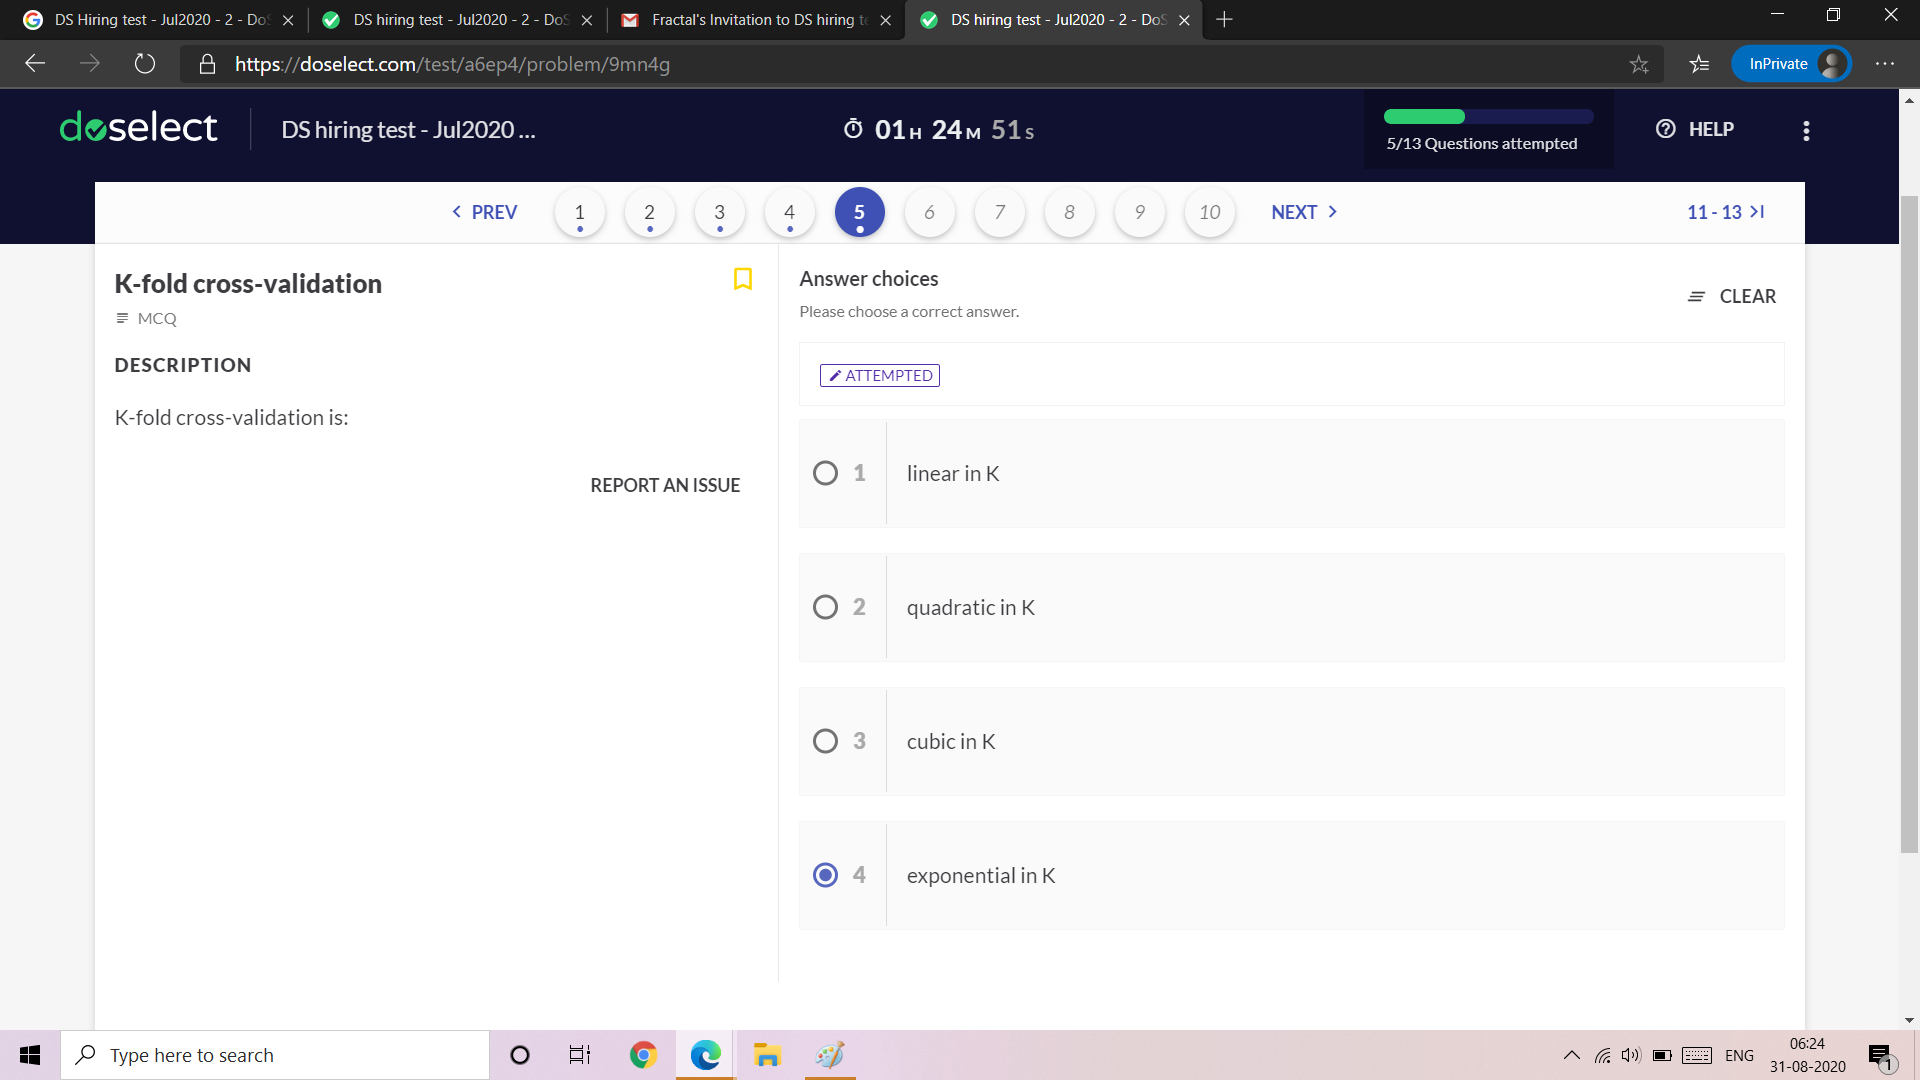 DS Hiring test - Jul2020 - 2 - DoS
DS hiring test - Jul2020 - 2 - DoS
Fractal's Invitation to DS hiring te
DS hiring test - Jul2020 - 2 - DoS
https://doselect.com/test/a6ep4/problem/9mn4g
InPrivate
doselect
DS hiring test - Jul2020 ...
01 H 24 M 51 S
5/13 Questions attempted
HELP
PREV
1
2
3
4
5
6
7
8
9
10
NEXT
11 - 13
K-fold cross-validation
MCQ
DESCRIPTION
K-fold cross-validation is:
REPORT AN ISSUE
Answer choices
Please choose a correct answer.
CLEAR
ATTEMPTED
1 linear in K
2 quadratic in K
3 cubic in K
4 exponential in K
Type here to search
ENG
06:24
31-08-2020
1